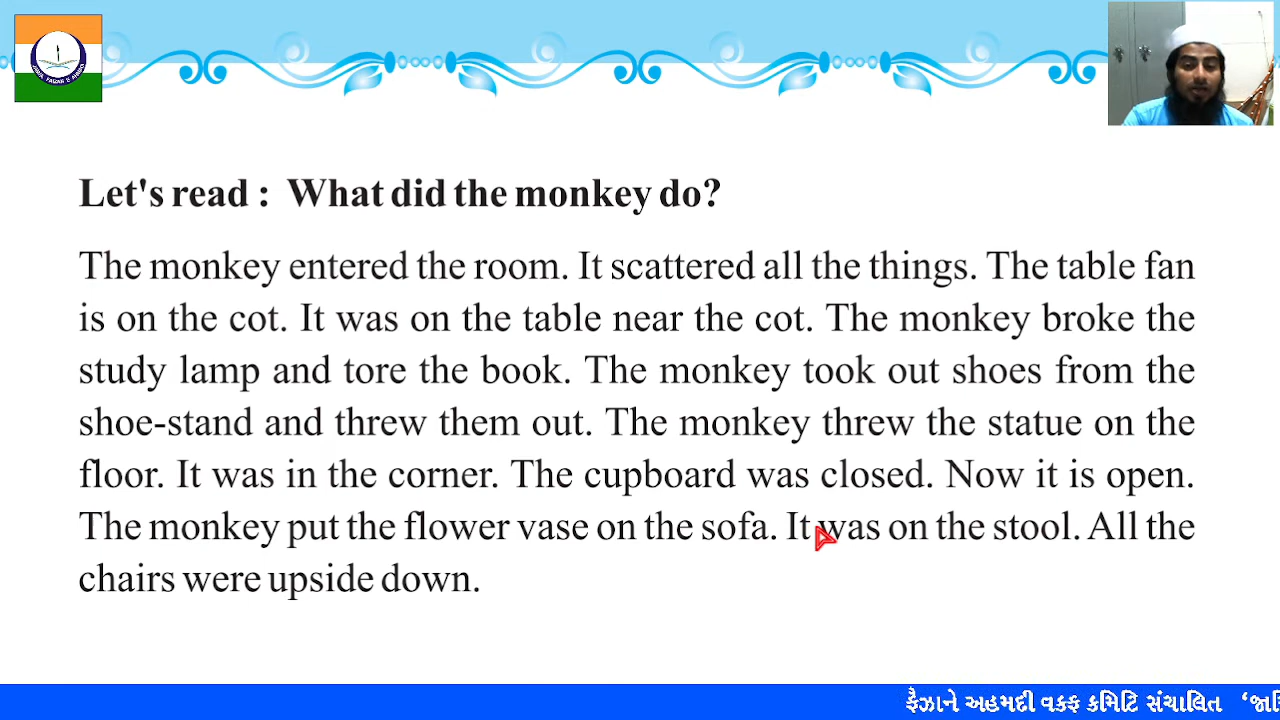 Let's read : What did the monkey do?
The monkey entered the room. It scattered all the things. The table fan
is on the cot. It was on the table near the cot. The monkey broke the
study lamp and tore the book. The monkey took out shoes from the
shoe-stand and threw them out. The monkey threw the statue on the
floor. It was in the corner. The cupboard was closed. Now it is open.
The monkey put the flower vase on the sofa. It was on the stool. All the
chairs were upside down.
ફૈઝાને અહમદી વકફ કમિટિ સંચાલિત